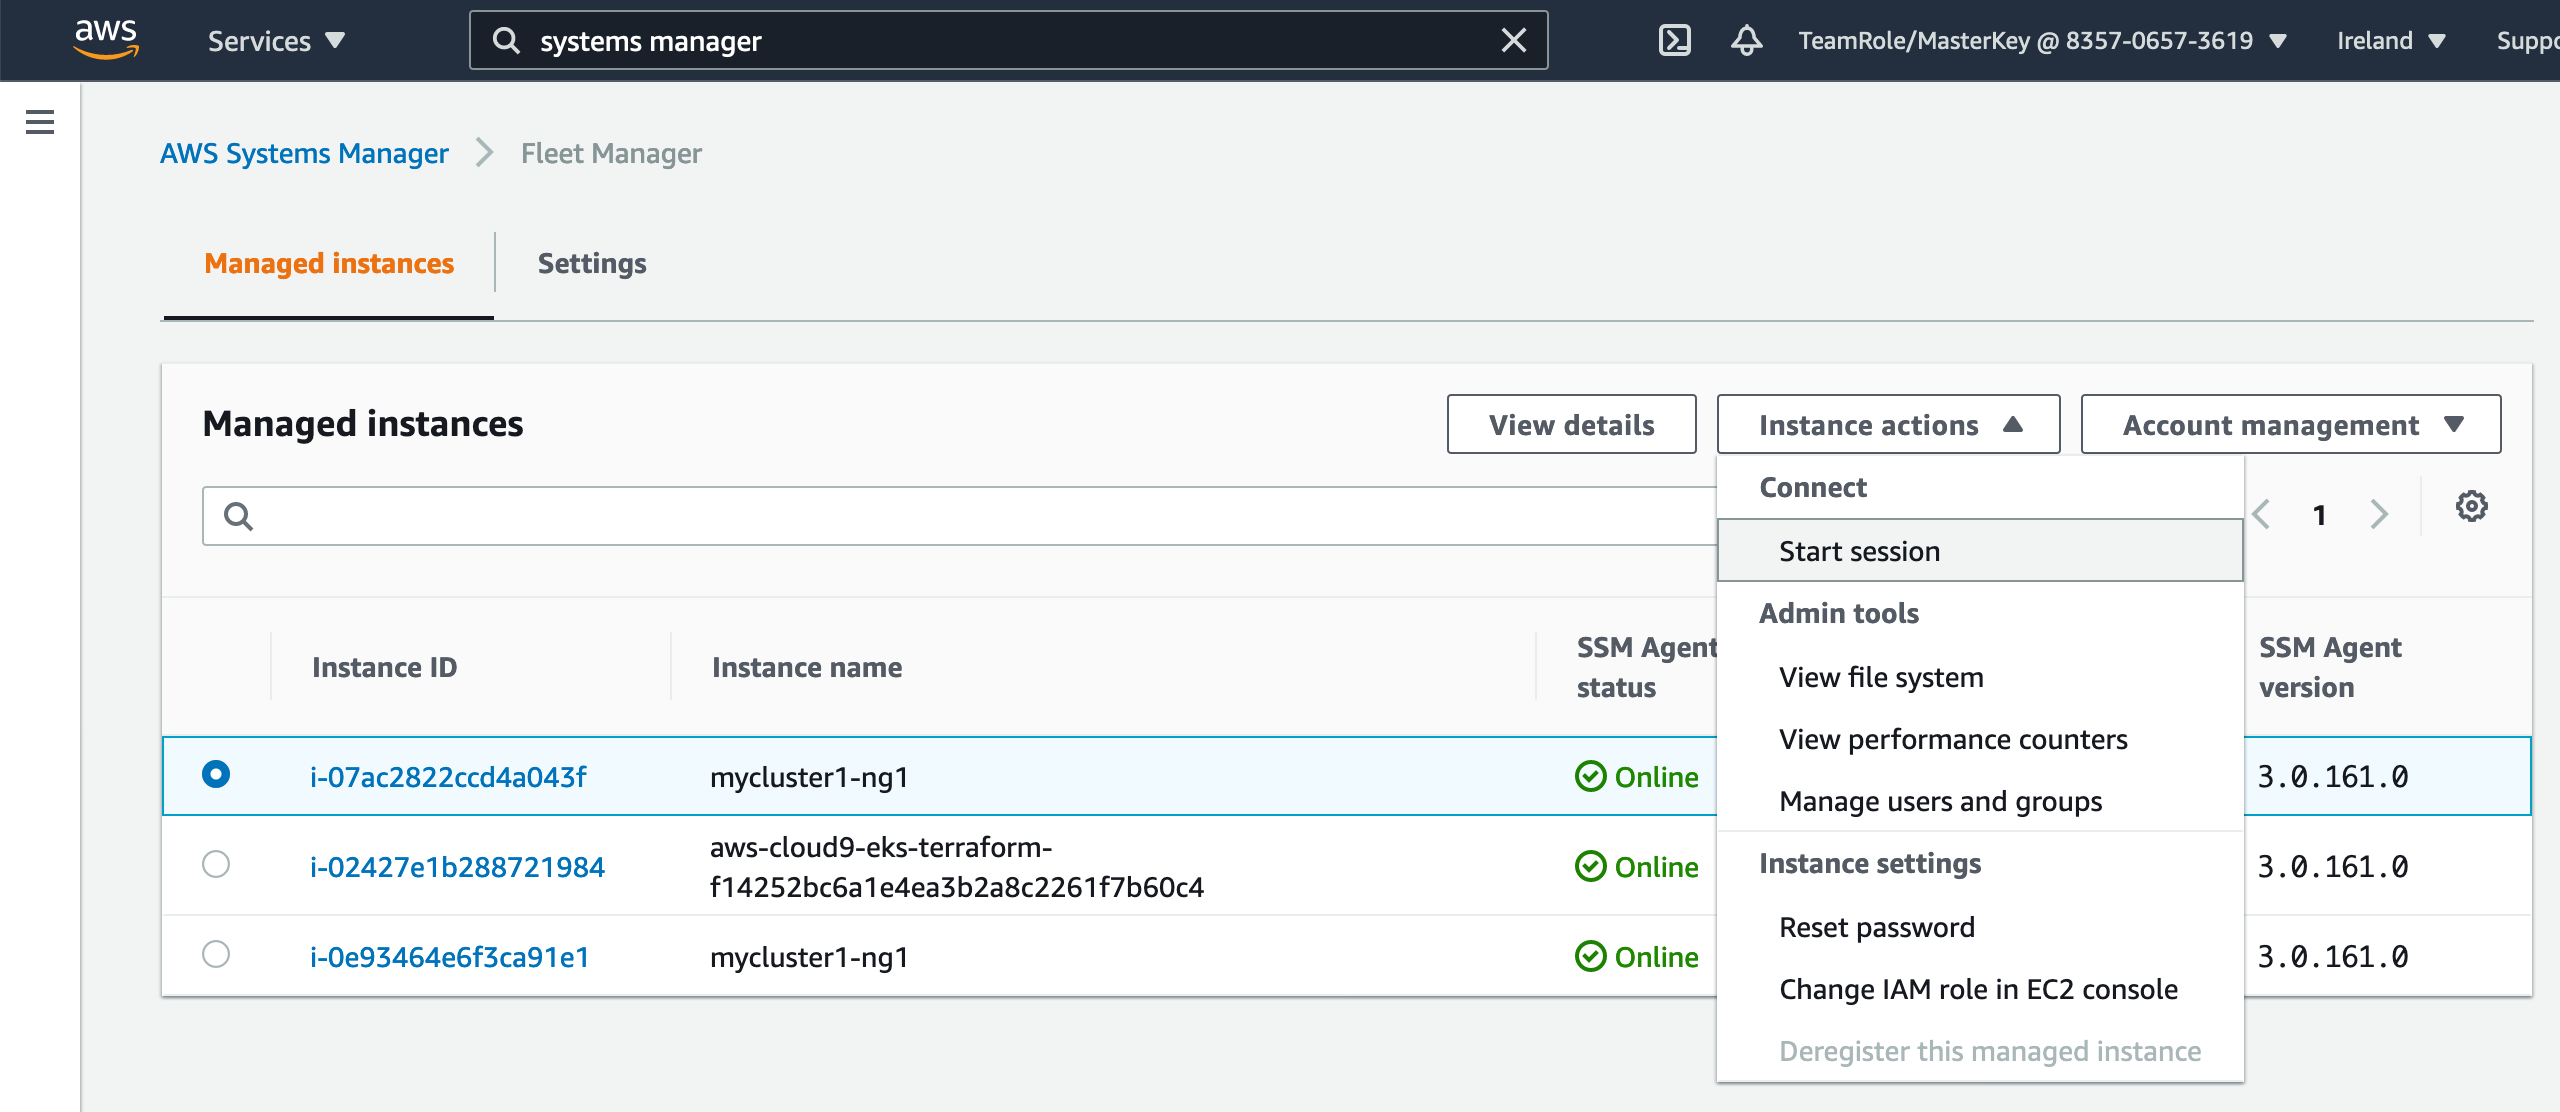 aws
Services
systems manager
TeamRole/MasterKey @ 8357-0657-3619
Ireland
Suppo
AWS Systems Manager
Fleet Manager
Managed instances
Settings
Managed instances
View details
Instance actions
Account management
Connect
Start session
Admin tools
View file system
View performance counters
Manage users and groups
Instance settings
Reset password
Change IAM role in EC2 console
Deregister this managed instance
1
Instance ID
Instance name
SSM Agent
status
SSM Agent
version
i-07ac2822ccd4a043f
mycluster1-ng1
Online
3.0.161.0
i-02427e1b288721984
aws-cloud9-eks-terraform-
f14252bc6a1e4ea3b2a8c2261f7b60c4
Online
3.0.161.0
i-0e93464e6f3ca91e1
mycluster1-ng1
Online
3.0.161.0